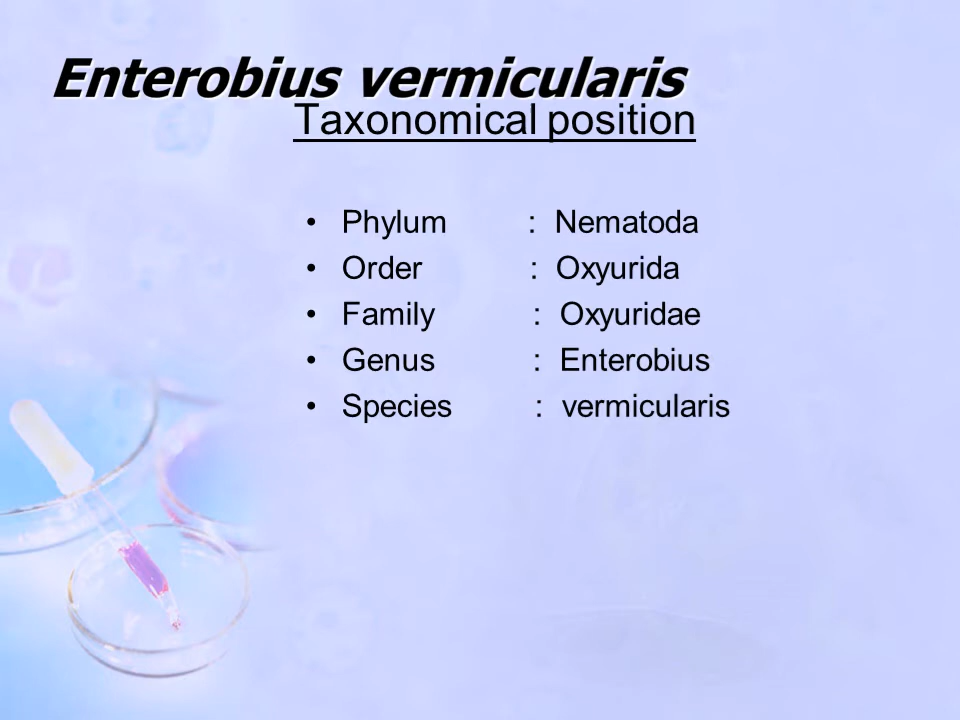 Enterobius vermicularis
Taxonomical position
• Phylum : Nematoda
• Order : Oxyurida
• Family : Oxyuridae
• Genus : Enterobius
• Species : vermicularis